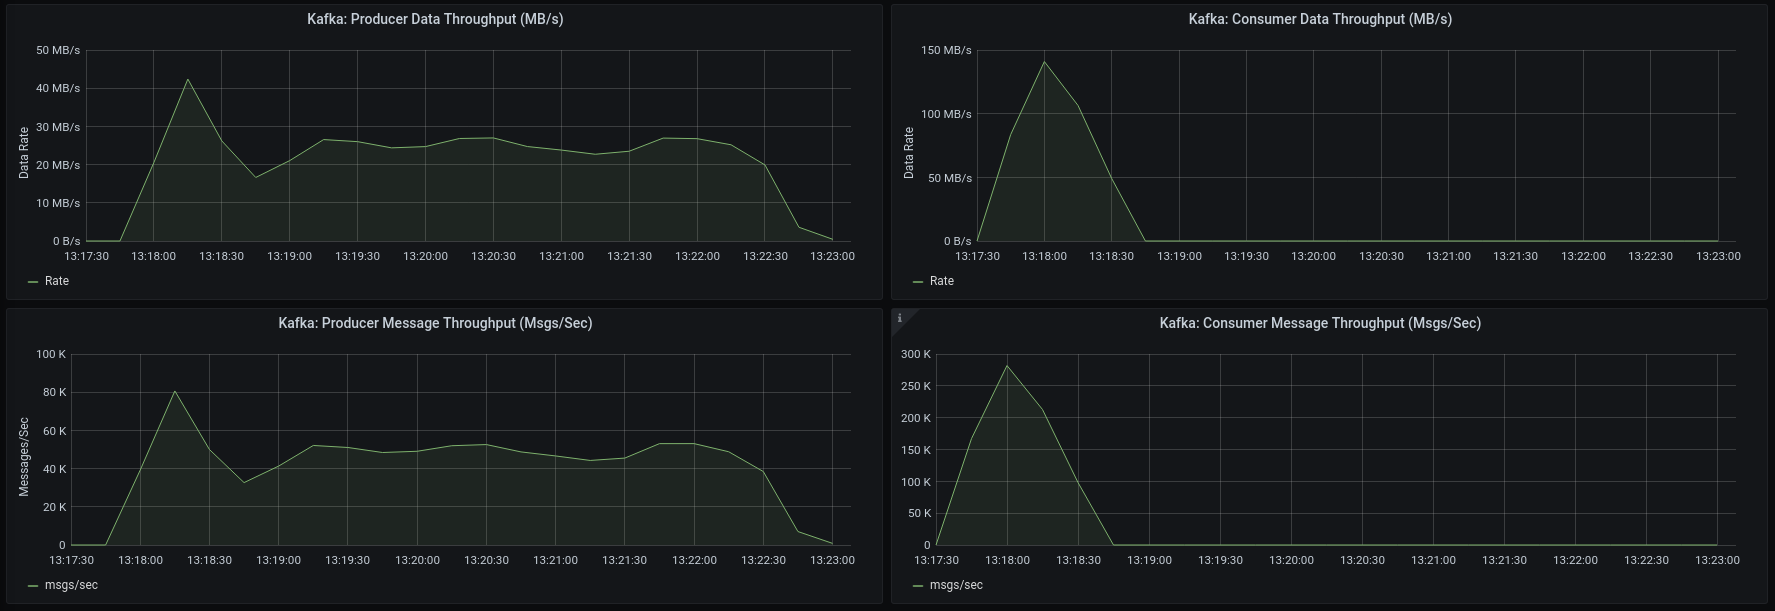 Kafka: Producer Data Throughput (MB/s)
50 MB/s
40 MB/s
30 MB/s
20 MB/s
10 MB/s
0 B/s
Data Rate
13:17:30 13:18:00 13:18:30 13:19:00 13:19:30 13:20:00 13:20:30 13:21:00 13:21:30 13:22:00 13:22:30 13:23:00
Rate
Kafka: Consumer Data Throughput (MB/s)
150 MB/s
100 MB/s
50 MB/s
0 B/s
Data Rate
13:17:30 13:18:00 13:18:30 13:19:00 13:19:30 13:20:00 13:20:30 13:21:00 13:21:30 13:22:00 13:22:30 13:23:00
Rate
Kafka: Producer Message Throughput (Msgs/Sec)
100 K
80 K
60 K
40 K
20 K
0
Messages/Sec
13:17:30 13:18:00 13:18:30 13:19:00 13:19:30 13:20:00 13:20:30 13:21:00 13:21:30 13:22:00 13:22:30 13:23:00
msgs/sec
i
Kafka: Consumer Message Throughput (Msgs/Sec)
300 K
250 K
200 K
150 K
100 K
50 K
0
13:17:30 13:18:00 13:18:30 13:19:00 13:19:30 13:20:00 13:20:30 13:21:00 13:21:30 13:22:00 13:22:30 13:23:00
msgs/sec